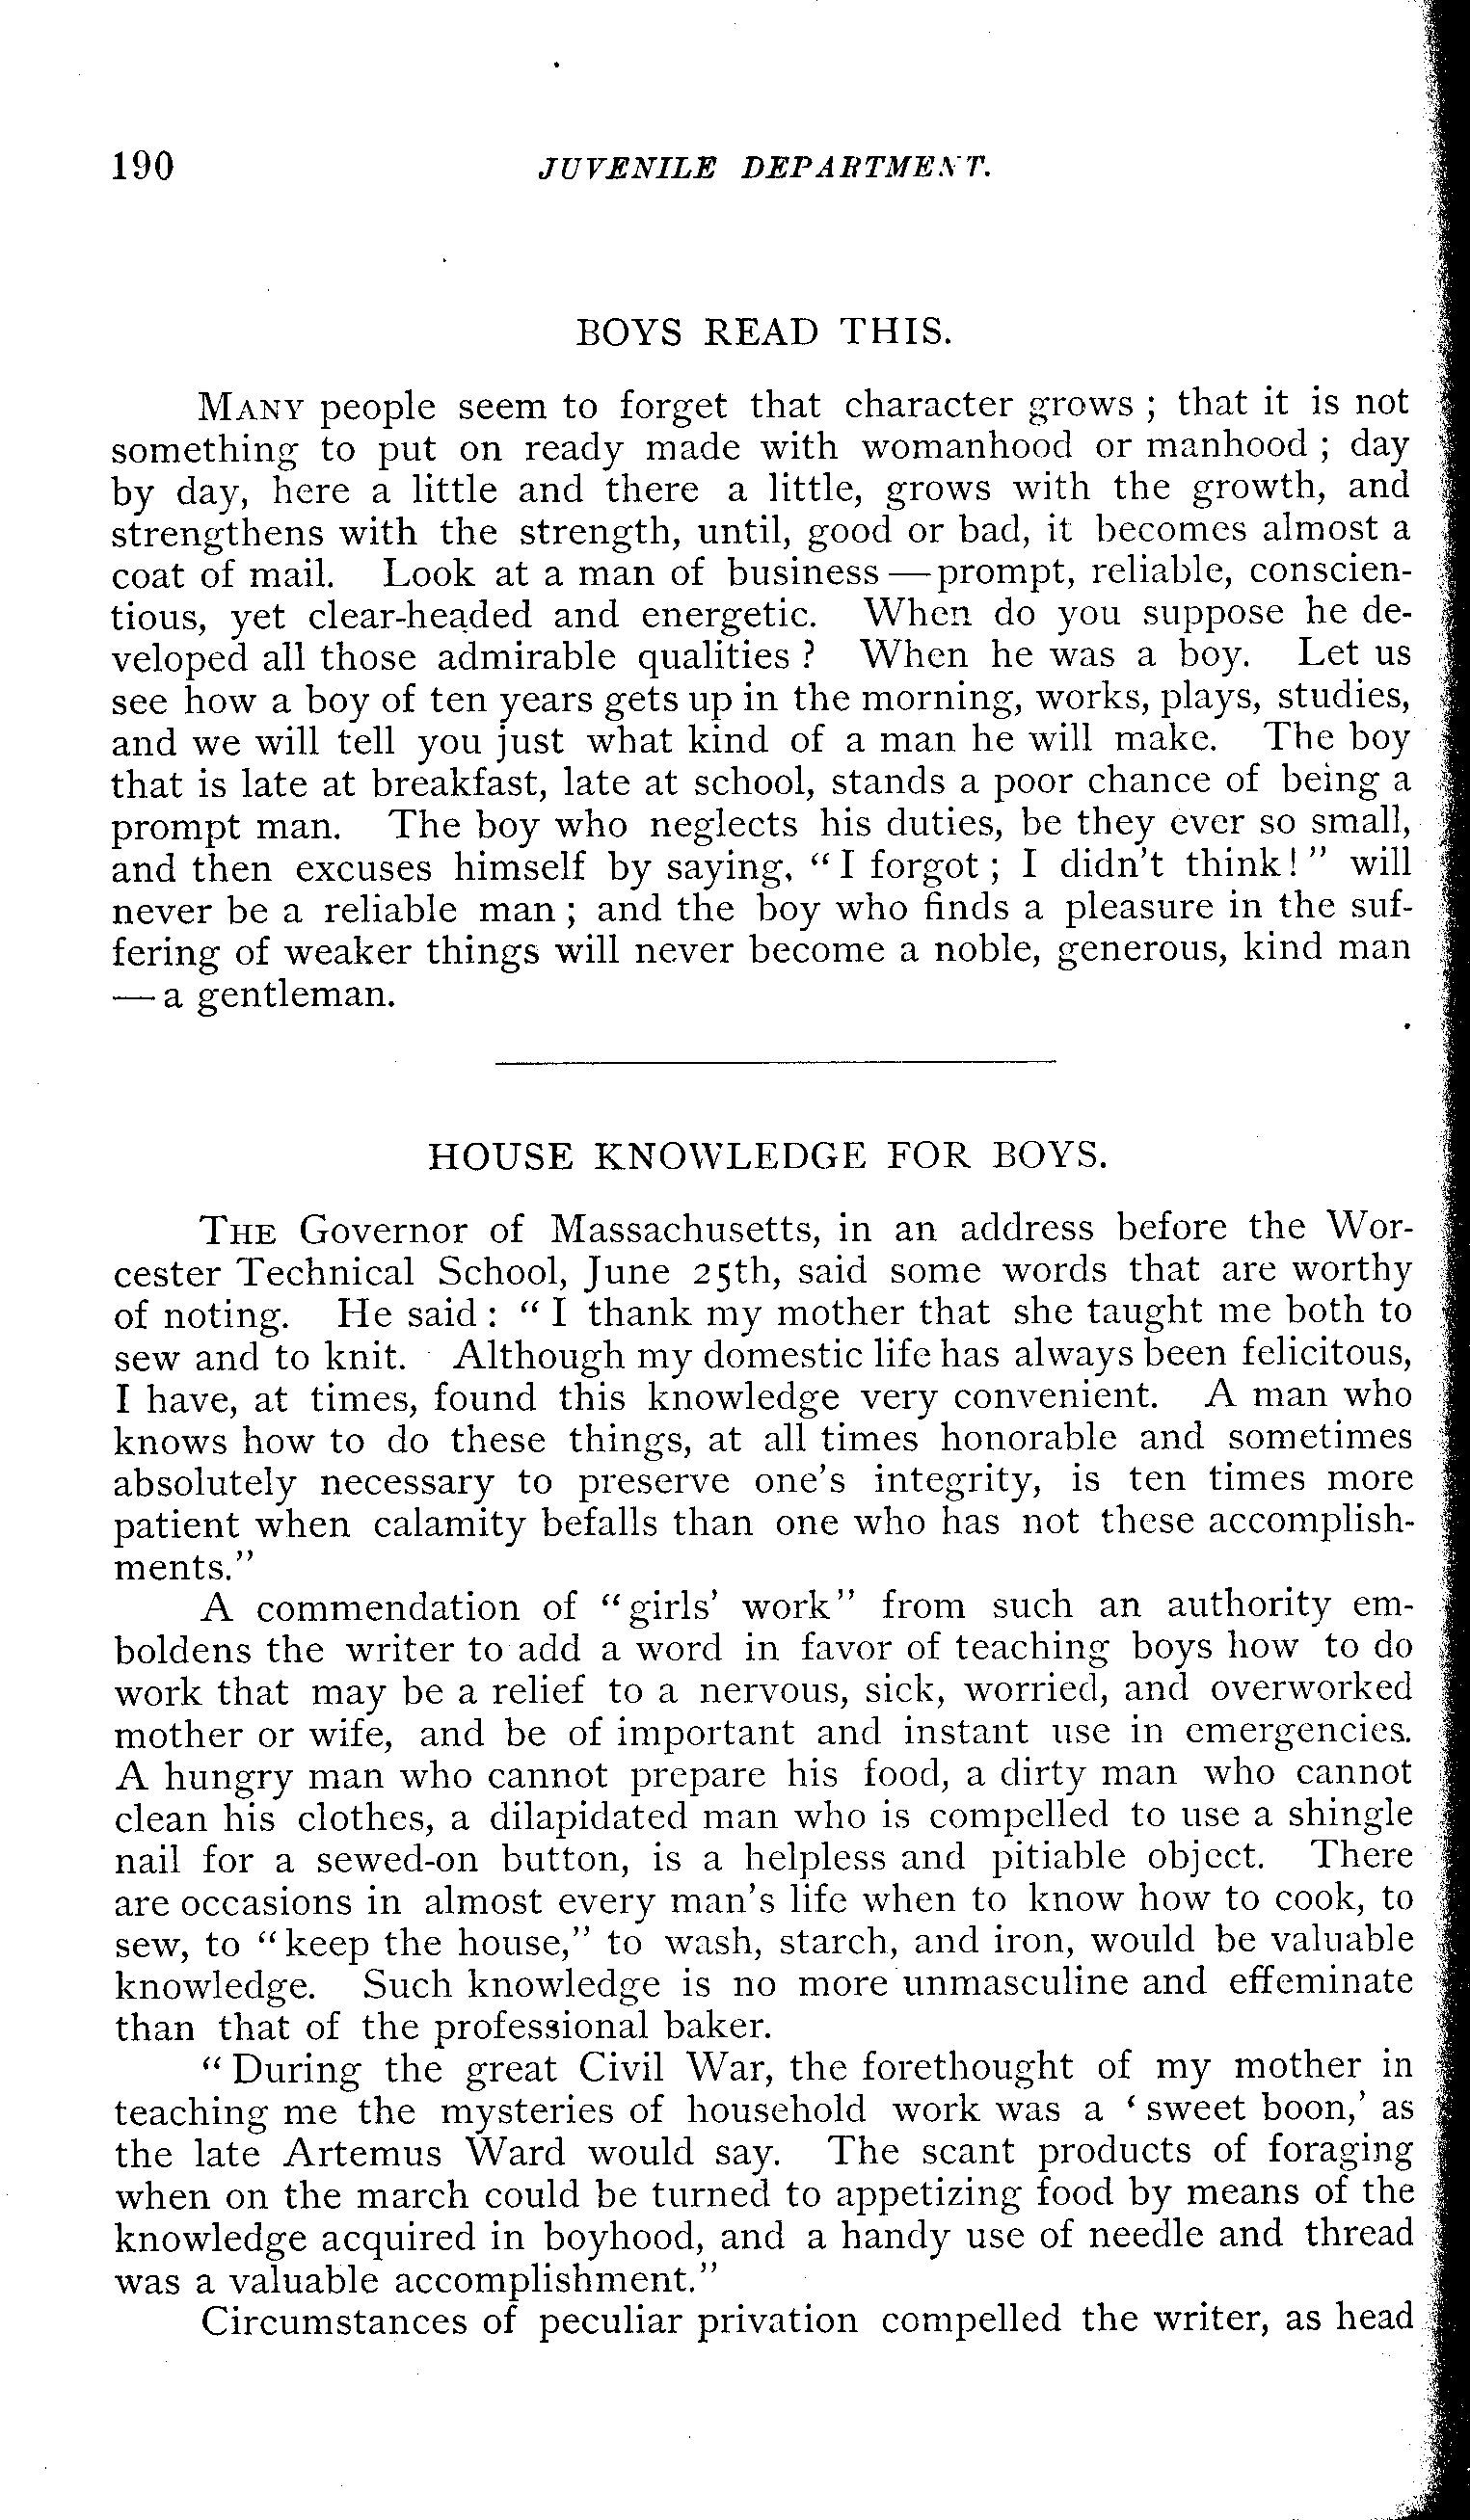 190 JUVENILE DEPARTMENT.
BOYS READ THIS.
MANY people seem to forget that character grows ; that it is not
something to put on ready made with womanhood or manhood ; day
by day, here a little and there a little, grows with the growth, and
strengthens with the strength, until, good or bad, it becomes almost a
coat of mail. Look at a man of business — prompt, reliable, conscien-
tious, yet clear-headed and energetic. When do you suppose he de-
veloped all those admirable qualities ? When he was a boy. Let us
see how a boy of ten years gets up in the morning, works, plays, studies,
and we will tell you just what kind of a man he will make. The boy
that is late at breakfast, late at school, stands a poor chance of being a
prompt man. The boy who neglects his duties, be they ever so small,
and then excuses himself by saying, “ I forgot ; I didn't think! ” will
never be a reliable man ; and the boy who finds a pleasure in the suf-
fering of weaker things will never become a noble, generous, kind man
— a gentleman.
HOUSE KNOWLEDGE FOR BOYS.
THE Governor of Massachusetts, in an address before the Wor-
cester Technical School, June 25th, said some words that are worthy
of noting. He said : “ I thank my mother that she taught me both to
sew and to knit. Although my domestic life has always been felicitous,
I have, at times, found this knowledge very convenient. A man who
knows how to do these things, at all times honorable and sometimes
absolutely necessary to preserve one's integrity, is ten times more
patient when calamity befalls than one who has not these accomplish-
ments.”
A commendation of “ girls' work ” from such an authority em-
boldens the writer to add a word in favor of teaching boys how to do
work that may be a relief to a nervous, sick, worried, and overworked
mother or wife, and be of important and instant use in emergencies.
A hungry man who cannot prepare his food, a dirty man who cannot
clean his clothes, a dilapidated man who is compelled to use a shingle
nail for a sewed-on button, is a helpless and pitiable object. There
are occasions in almost every man's life when to know how to cook, to
sew, to “ keep the house,” to wash, starch, and iron, would be valuable
knowledge. Such knowledge is no more unmasculine and effeminate
than that of the professional baker.
“ During the great Civil War, the forethought of my mother in
teaching me the mysteries of household work was a ‘ sweet boon,’ as
the late Artemus Ward would say. The scant products of foraging
when on the march could be turned to appetizing food by means of the
knowledge acquired in boyhood, and a handy use of needle and thread
was a valuable accomplishment.”
Circumstances of peculiar privation compelled the writer, as head